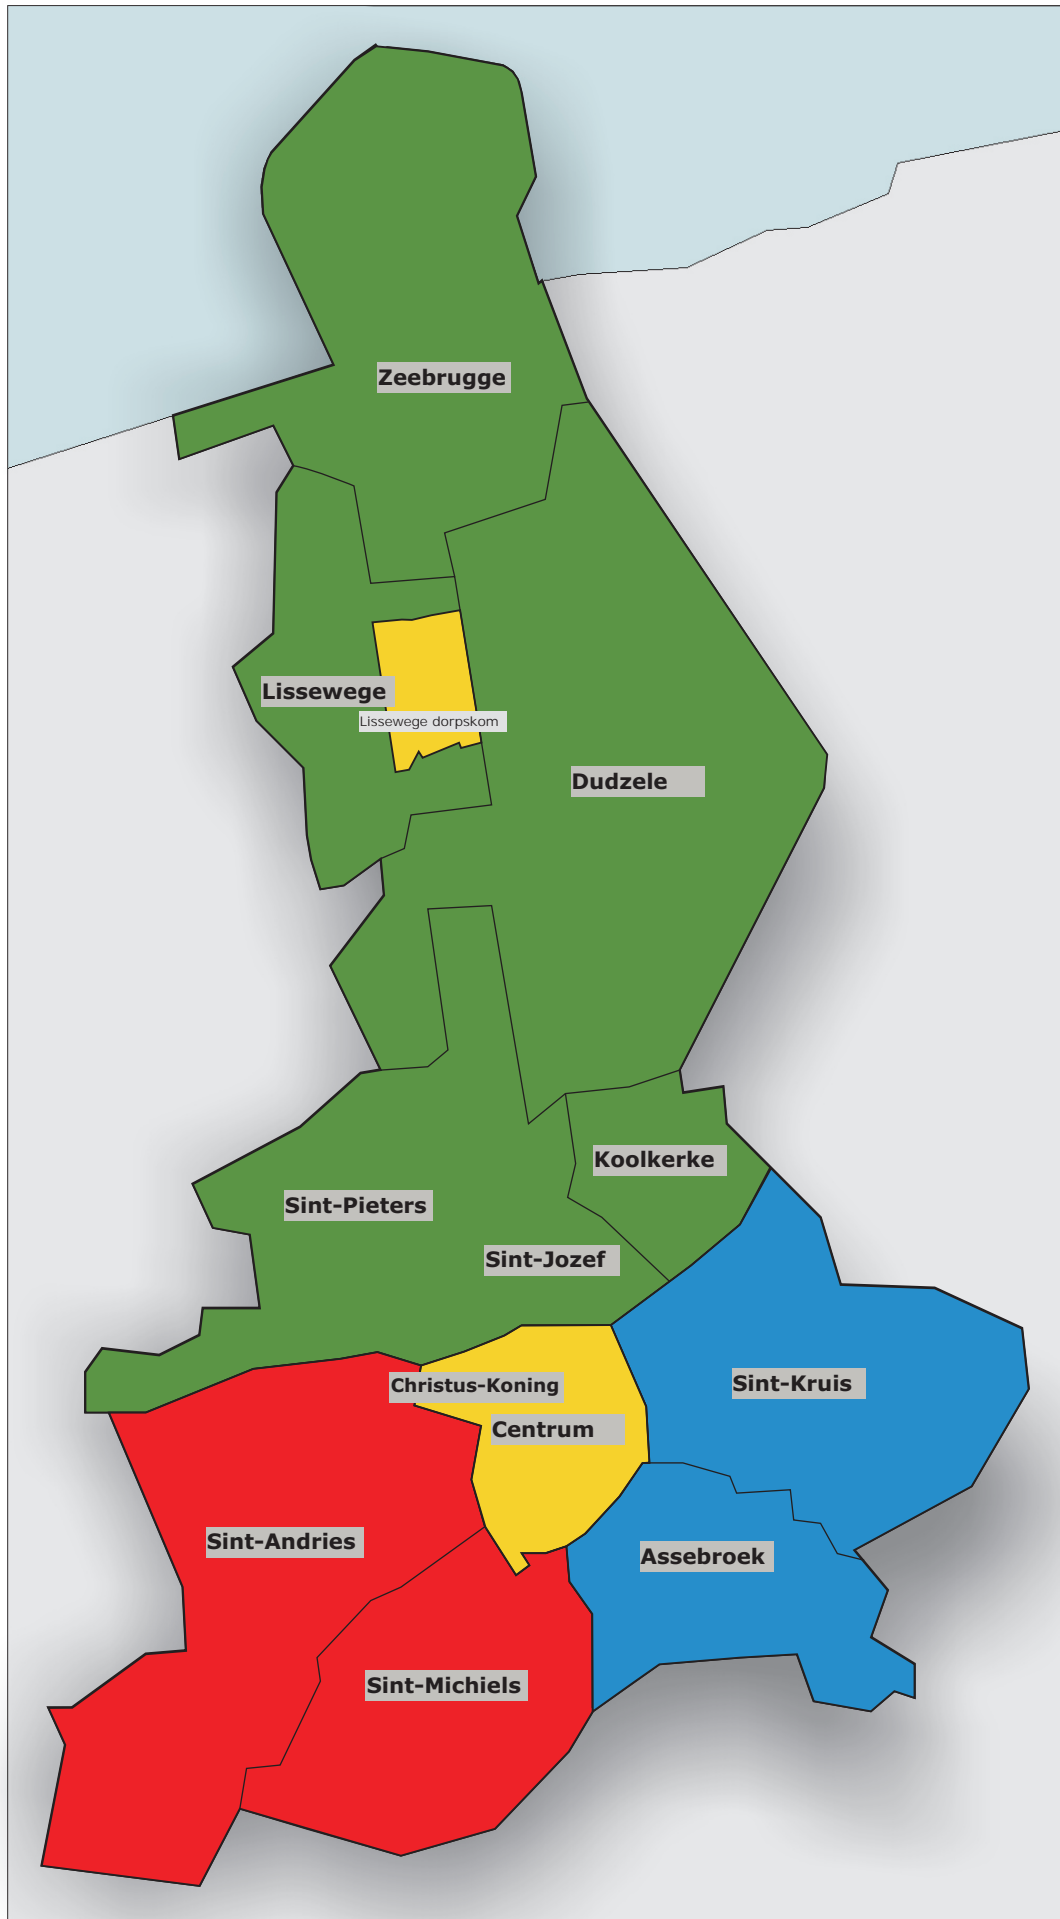 Zeebrugge
Lissewege
Lissewege dorpskom
Dudzele
Koolkerke
Sint-Pieters
Sint-Jozef
Christus-Koning
Sint-Kruis
Centrum
Sint-Andries
Assebroek
Sint-Michiels